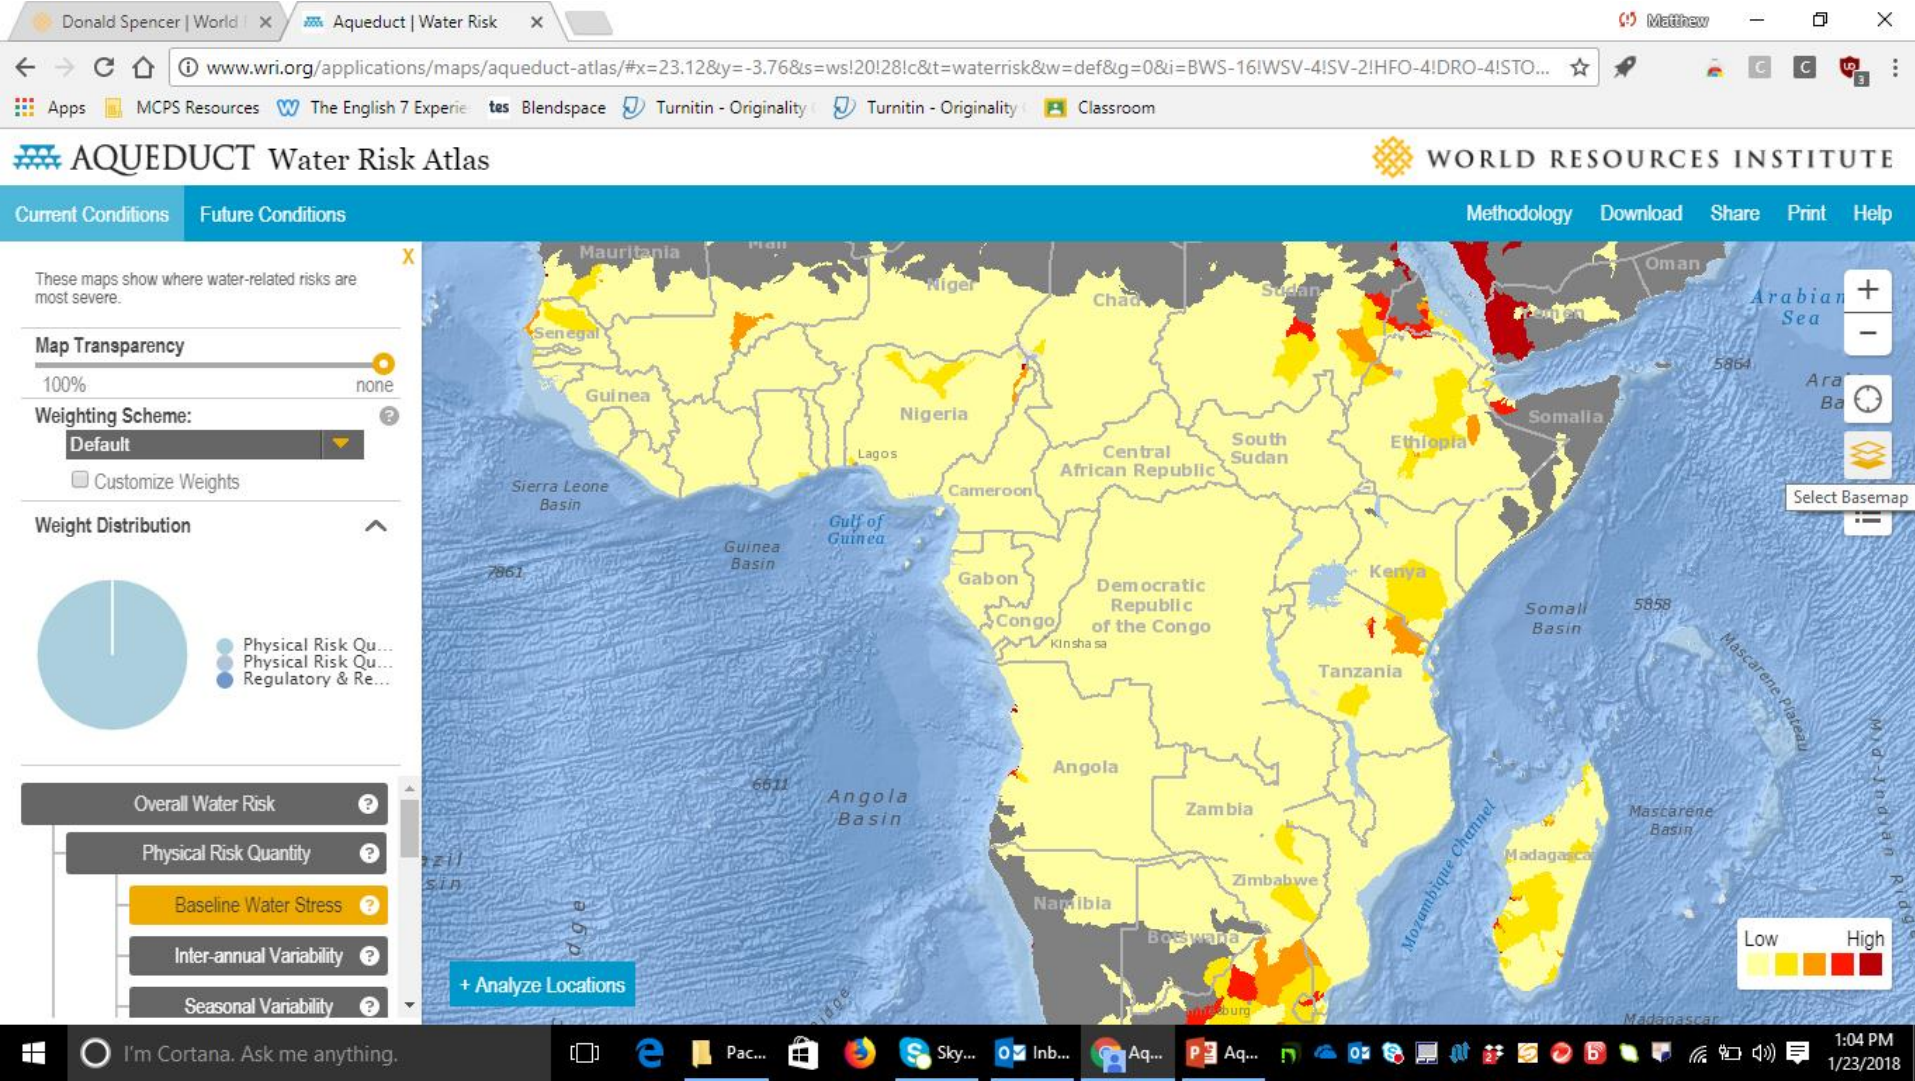 Donald Spencer | World
Aqueduct | Water Risk
Matthew
www.wri.org/applications/maps/aqueduct-atlas/#x=23.12&y=-3.76&s=ws!20!28!c&t=waterrisk&w=def&g=0&i=BWS-16!WSV-4!SV-2!HFO-4!DRO-4!STO...
C
C
3
Apps
MCPS Resources
The English 7 Experie
tes Blendspace
Turnitin - Originality
Turnitin - Originality
Classroom
AQUEDUCT Water Risk Atlas
WORLD RESOURCES INSTITUTE
Current Conditions
Future Conditions
Methodology
Download
Share
Print
Help
X
These maps show where water-related risks are
most severe.
Map Transparency
100%
none
Weighting Scheme:
?
Default
Customize Weights
Weight Distribution
Physical Risk Qu...
Physical Risk Qu...
Regulatory & Re...
Overall Water Risk ?
Physical Risk Quantity ?
Baseline Water Stress ?
Inter-annual Variability ?
Seasonal Variability ?
+ Analyze Locations
Mauritania
Mali
Niger
Chad
Sudan
Oman
Yemen
Arabian
Sea
+
−
Senegal
5864
Guinea
Nigeria
Somalia
Lagos
Central
African Republic
South
Sudan
Ethiopia
Select Basemap
Sierra Leone
Basin
Cameroon
Gulf of
Guinea
Guinea
Basin
7861
Gabon
Democratic
Republic
of the Congo
Kenya
Congo
Kinshasa
Somali
Basin
5858
Tanzania
Mascarene Plateau
Angola
6611
Angola
Basin
Zambia
Mozambique Channel
Mascarene
Basin
Mid-Indian Ridge
Madagasca
Zimbabwe
Namibia
Botswana
Low
High
Madagascar
I'm Cortana. Ask me anything.
Pac...
Sky...
Inb...
Aq...
Aq...
1:04 PM
1/23/2018